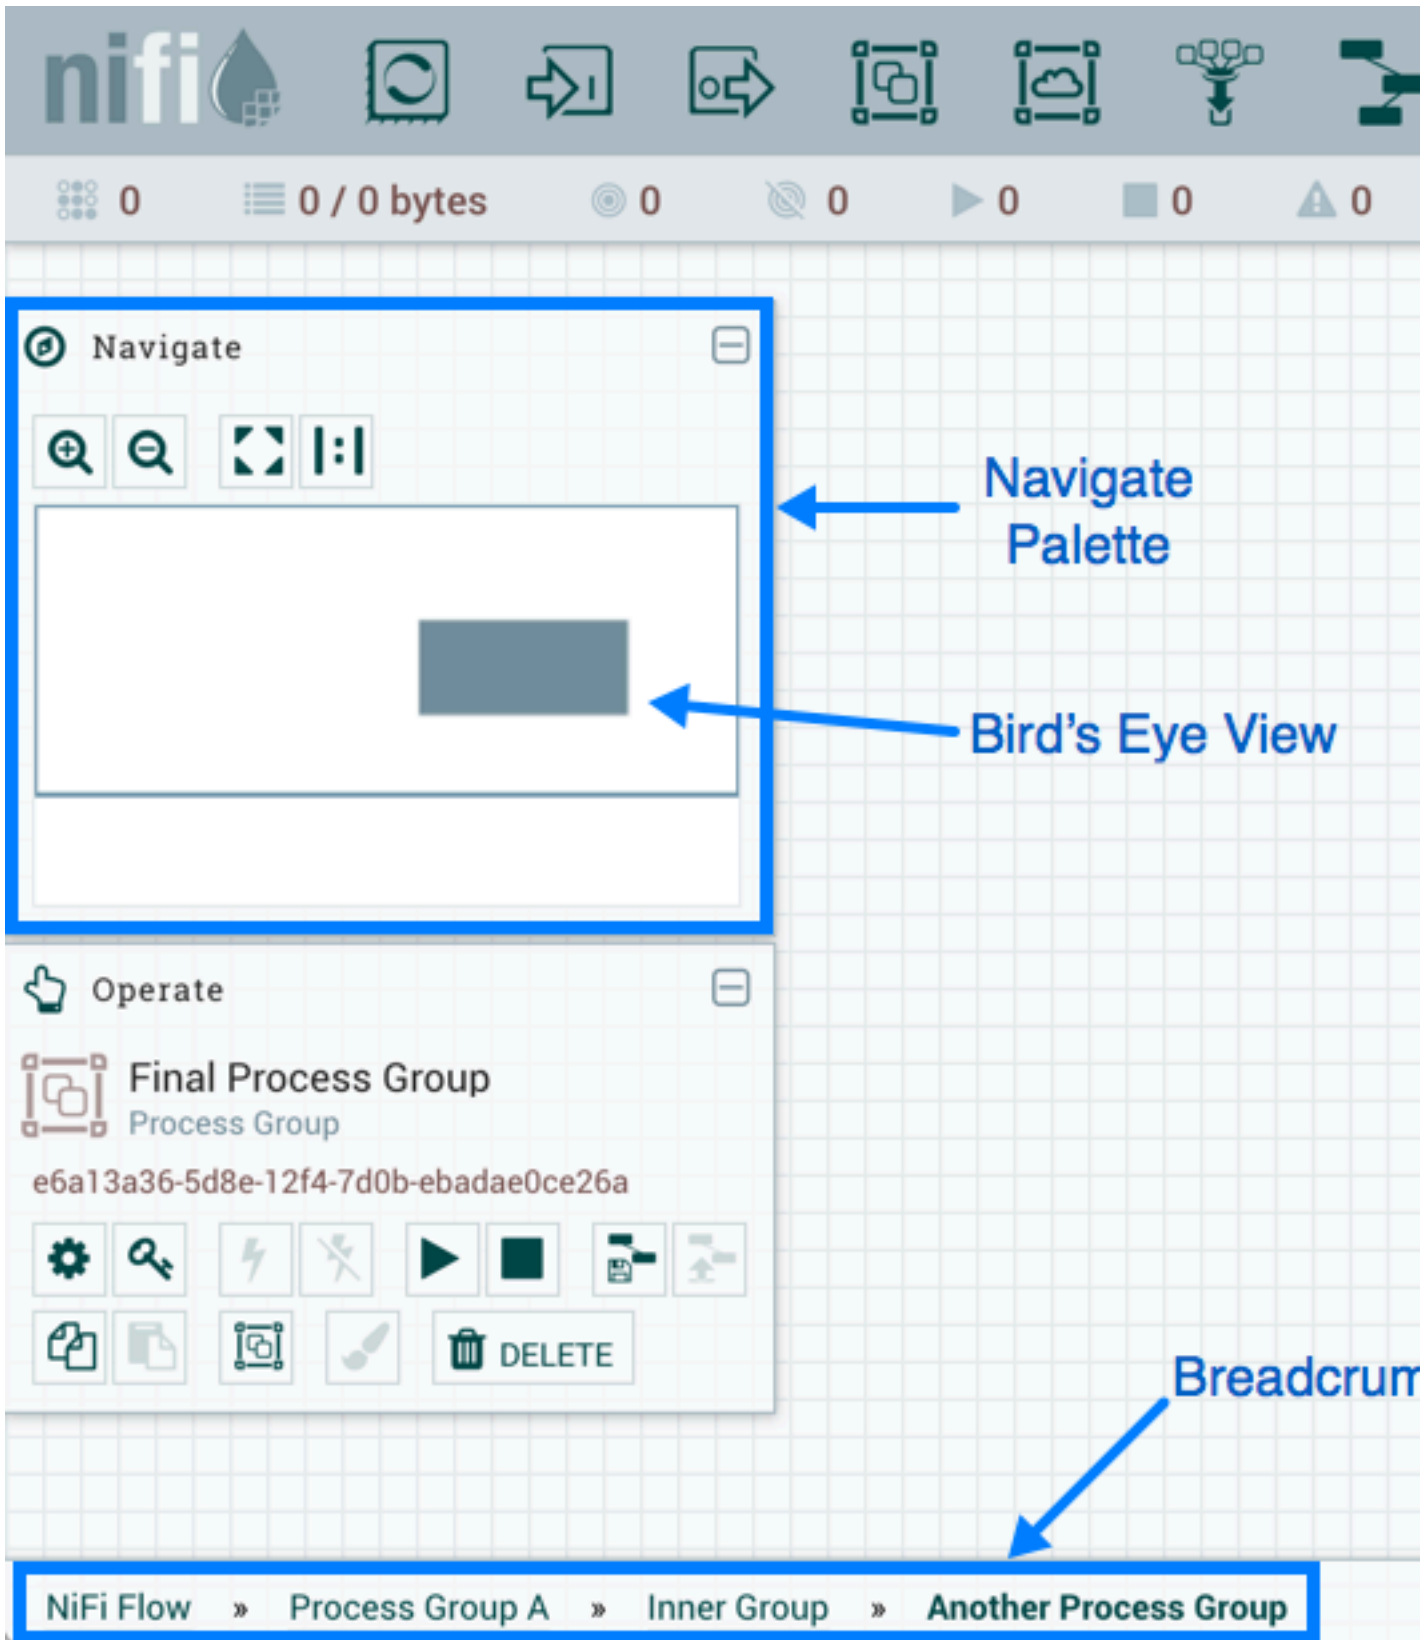 nifi
0 0 / 0 bytes 0 0 0 0 0
Navigate
Navigate
Palette
Bird's Eye View
Operate
Final Process Group
Process Group
e6a13a36-5d8e-12f4-7d0b-ebadae0ce26a
DELETE
Breadcrum
NiFi Flow » Process Group A » Inner Group » Another Process Group